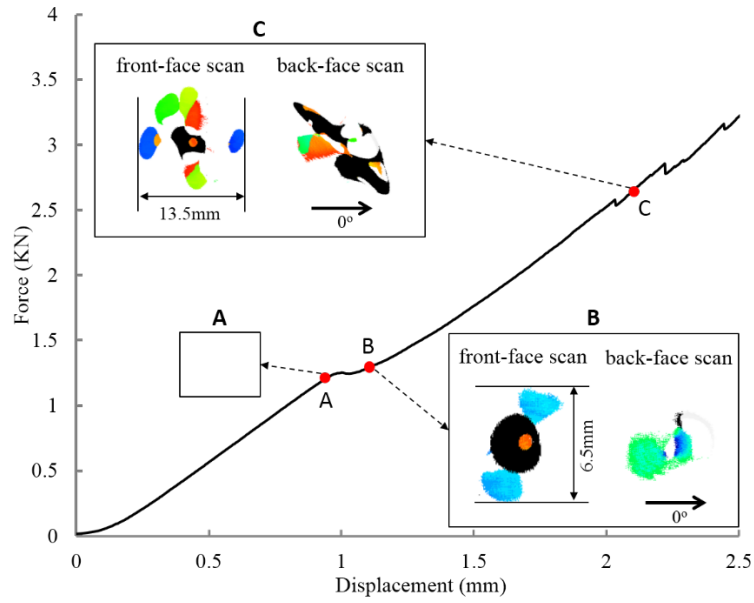 C
4
3.5
3
2.5
2
1.5
1
0.5
0
Force (KN)
front-face scan back-face scan
13.5mm
0°
C
A
A
B
B
front-face scan back-face scan
6.5mm
0°
0 0.5 1 1.5 2 2.5
Displacement (mm)